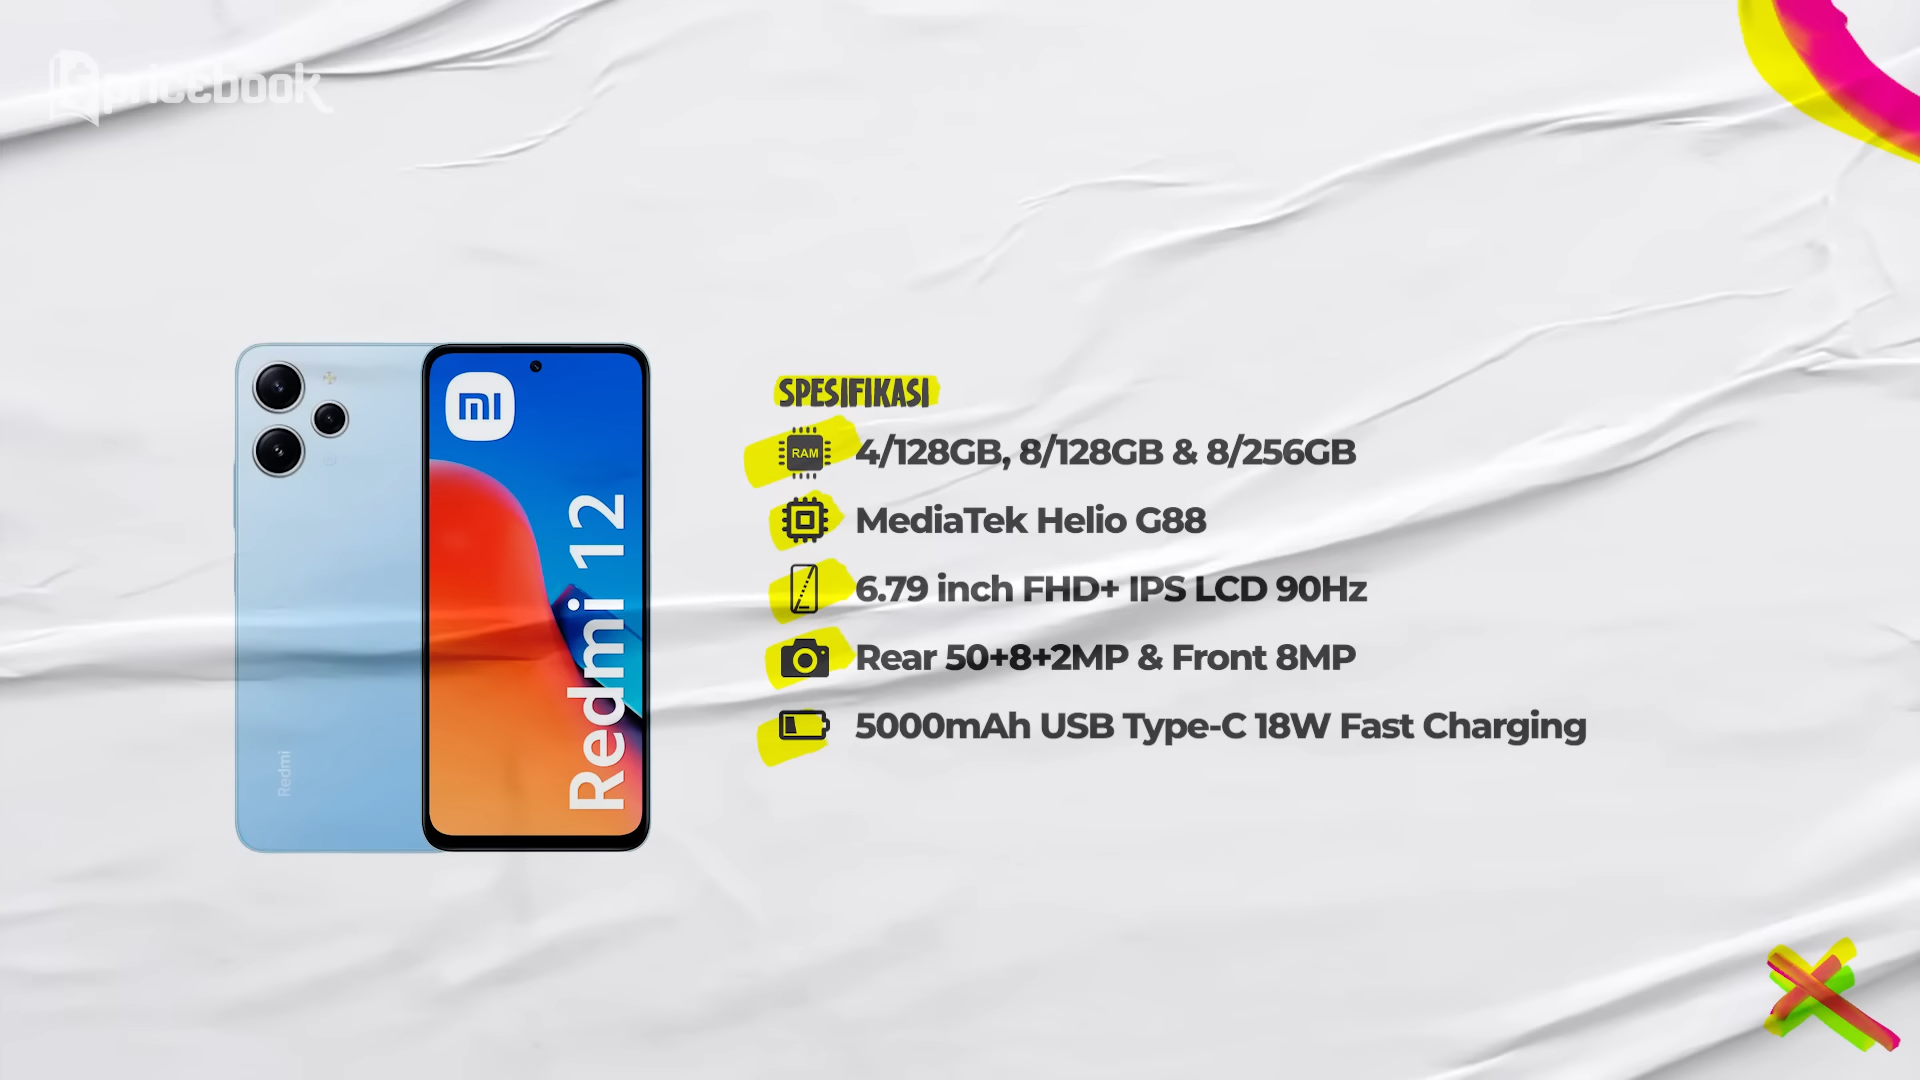 pricebook
mi
Redmi 12
Redmi
SPESIFIKASI
RAM
4/128GB, 8/128GB & 8/256GB
MediaTek Helio G88
6.79 inch FHD+ IPS LCD 90Hz
Rear 50+8+2MP & Front 8MP
5000mAh USB Type-C 18W Fast Charging